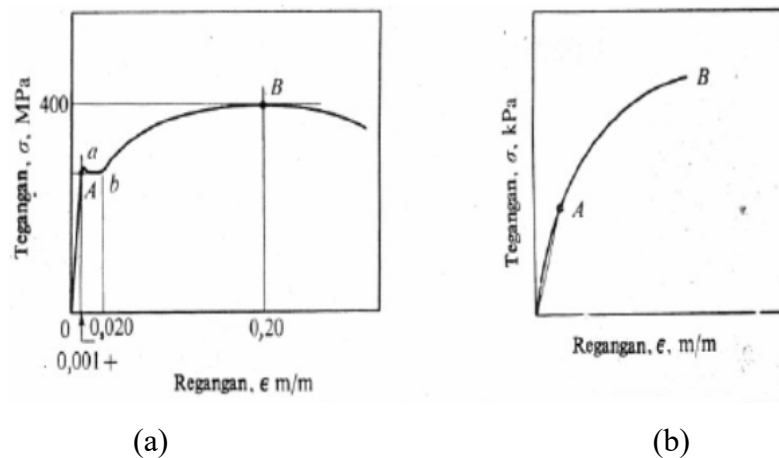 Tegangan, σ, MPa
400
a
A
b
B
0
0,020
0,20
0,001+
Regangan, ϵ m/m
(a)
Tegangan, σ, kPa
A
B
Regangan, ϵ, m/m
(b)